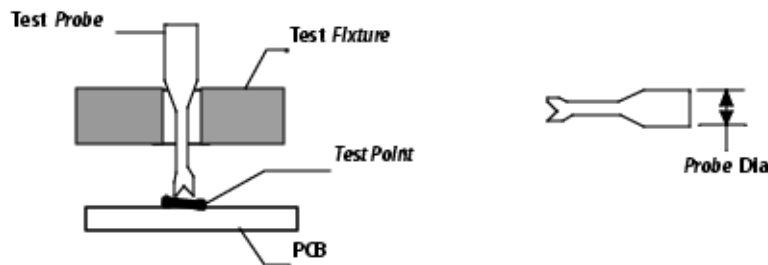 Test Probe
Test Fixture
Test Point
PCB
Probe Dia